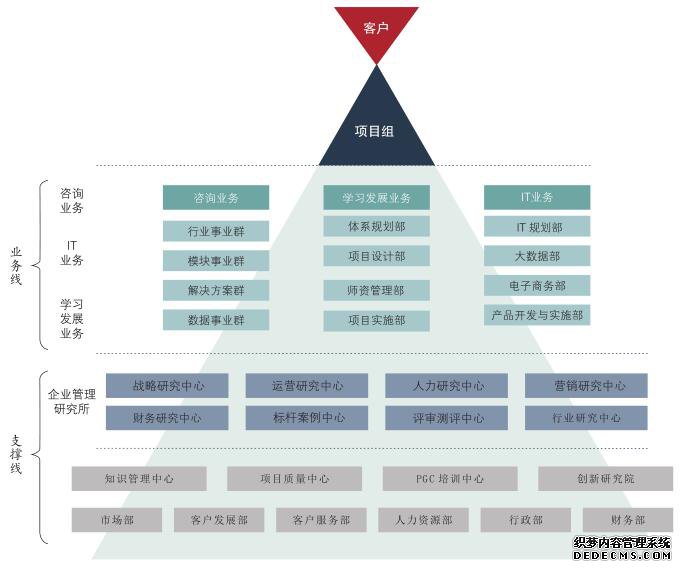 客户
项目组
咨询
业务
IT
业务
学习
发展
业务
业务线
咨询业务
学习发展业务
IT业务
行业事业群
体系规划部
IT 规划部
模块事业群
项目设计部
大数据部
解决方案群
师资管理部
电子商务部
数据事业群
项目实施部
产品开发与实施部
企业管理
研究所
支撑线
战略研究中心
运营研究中心
人力研究中心
营销研究中心
财务研究中心
标杆案例中心
评审测评中心
行业研究中心
知识管理中心
项目质量中心
PGC 培训中心
创新研究院
市场部
客户发展部
客户服务部
人力资源部
行政部
财务部
织梦内容管理系统
DEDECMS.COM